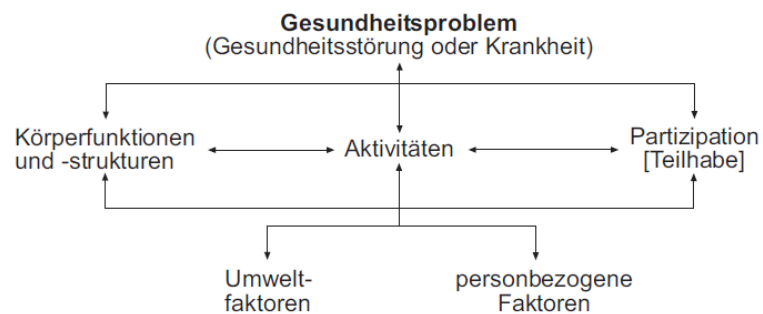 Gesundheitsproblem
(Gesundheitsstörung oder Krankheit)
Körperfunktionen
und -strukturen
Aktivitäten
Partizipation
[Teilhabe]
Umwelt-
faktoren
personbezogene
Faktoren